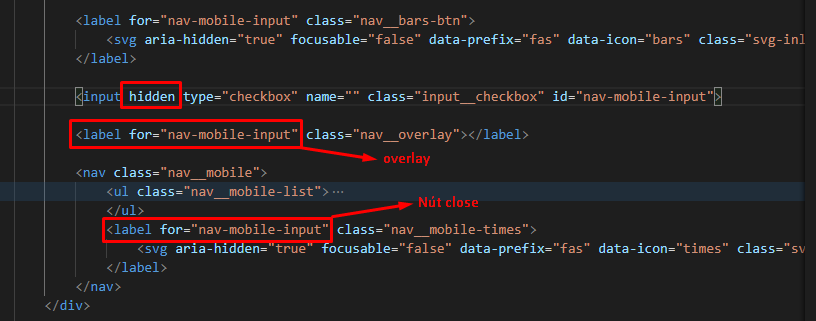 <label for="nav-mobile-input" class="nav__bars-btn">
<svg aria-hidden="true" focusable="false" data-prefix="fas" data-icon="bars" class="svg-inl
</label>
<input hidden type="checkbox" name="" class="input__checkbox" id="nav-mobile-input">
<label for="nav-mobile-input" class="nav__overlay"></label>
overlay
<nav class="nav__mobile">
<ul class="nav__mobile-list">…
</ul>
Nút close
<label for="nav-mobile-input" class="nav__mobile-times">
<svg aria-hidden="true" focusable="false" data-prefix="fas" data-icon="times" class="sv
</label>
</nav>
</div>